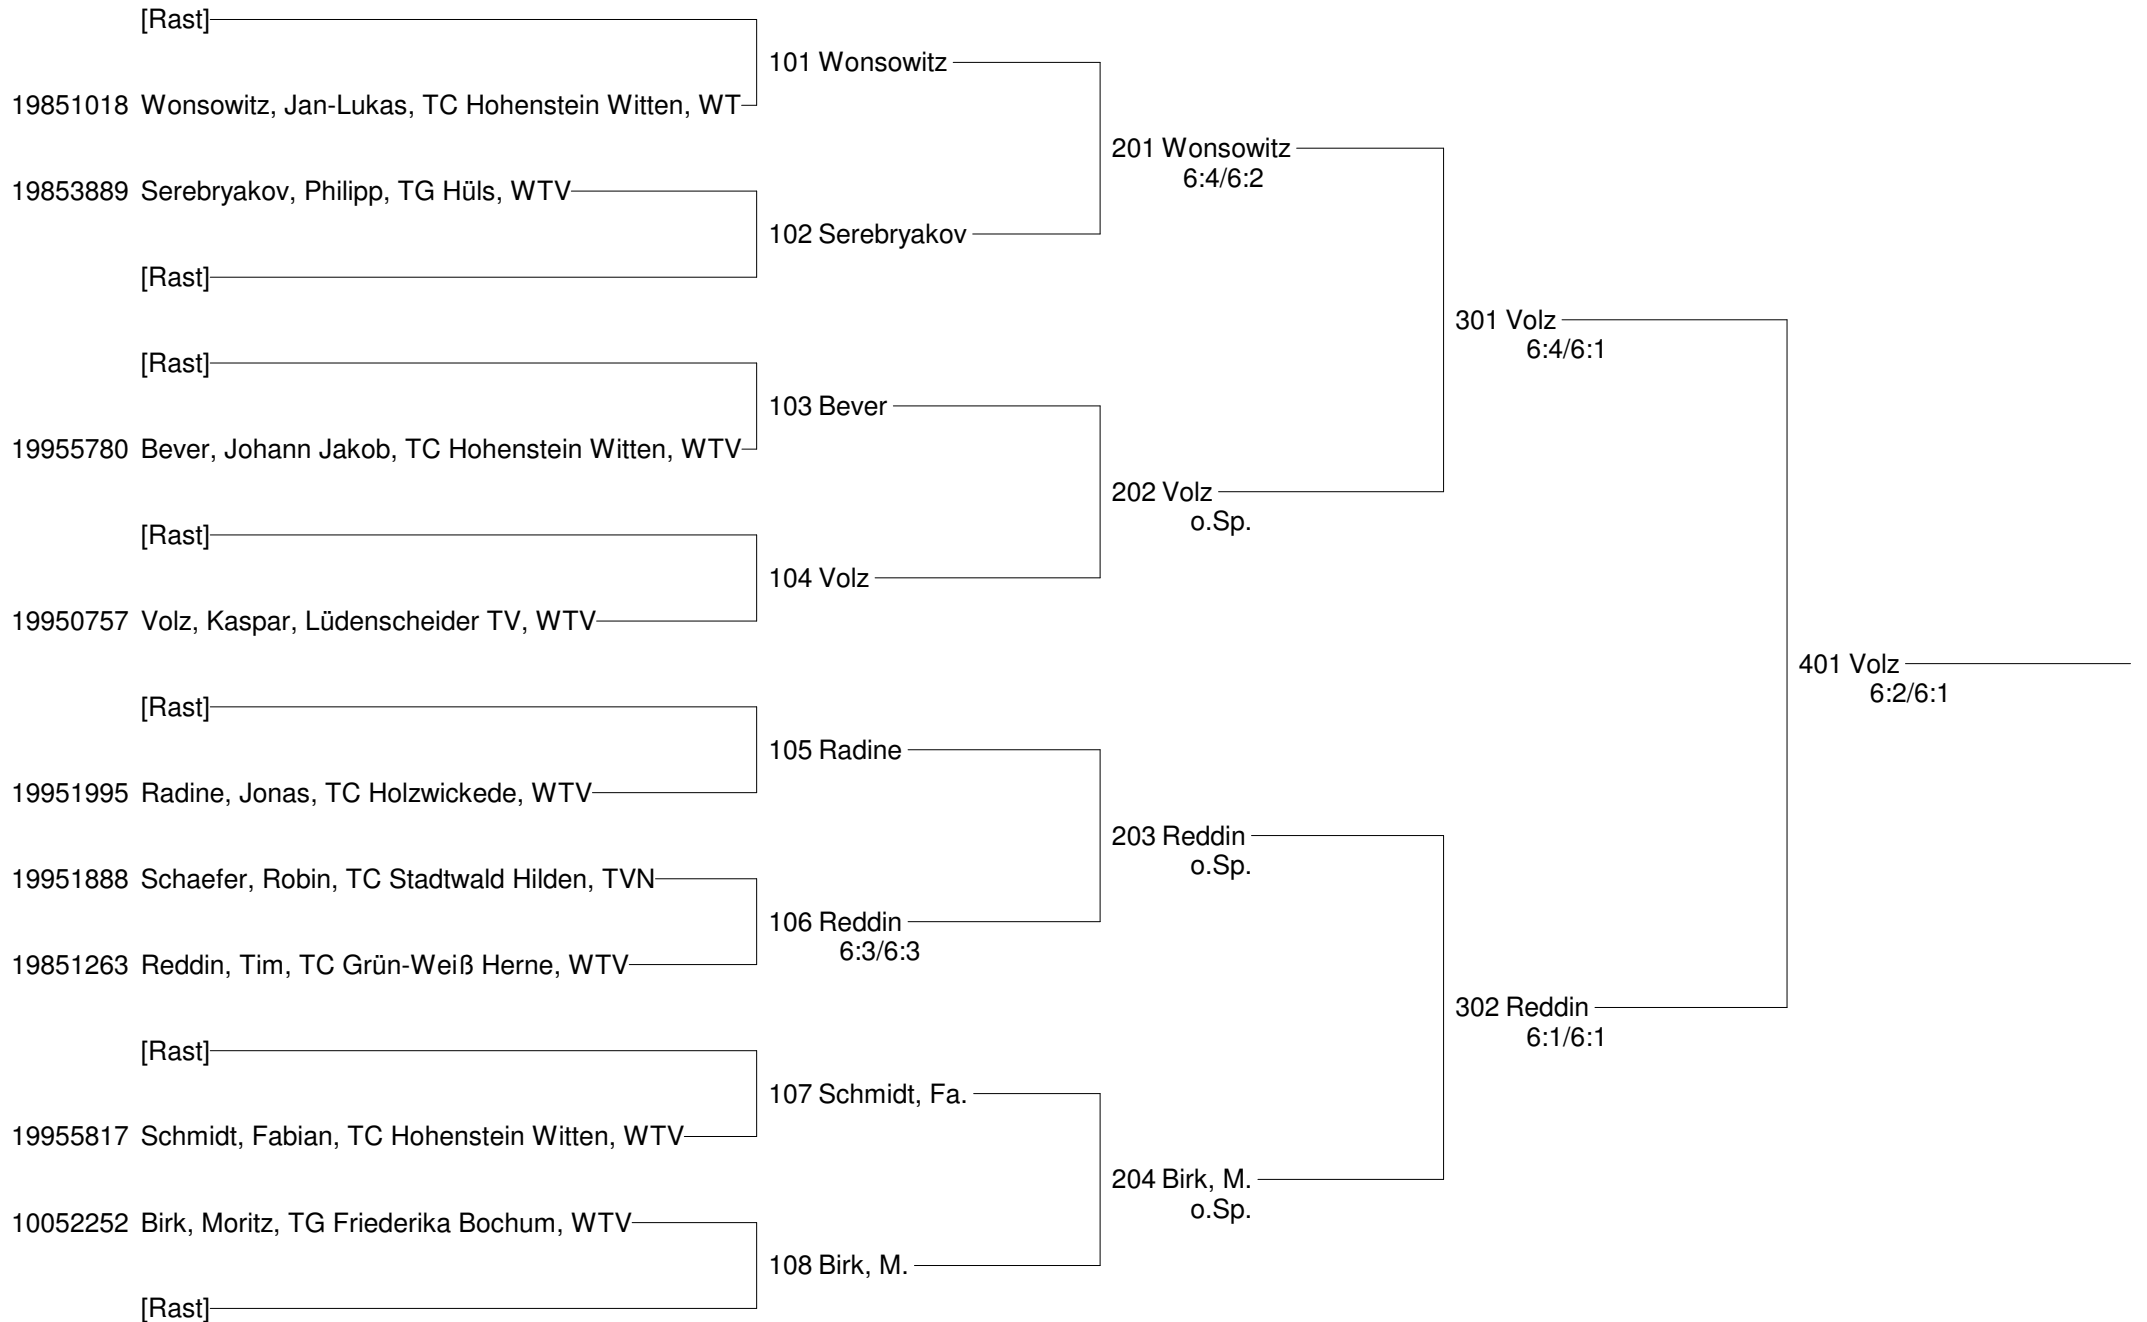 [Rast]
101 Wonsowitz
19851018 Wonsowitz, Jan-Lukas, TC Hohenstein Witten, WT
201 Wonsowitz
6:4/6:2
19853889 Serebryakov, Philipp, TG Hüls, WTV
102 Serebryakov
[Rast]
301 Volz
6:4/6:1
[Rast]
103 Bever
19955780 Bever, Johann Jakob, TC Hohenstein Witten, WTV
202 Volz
o.Sp.
[Rast]
104 Volz
19950757 Volz, Kaspar, Lüdenscheider TV, WTV
401 Volz
6:2/6:1
[Rast]
105 Radine
19951995 Radine, Jonas, TC Holzwickede, WTV
203 Reddin
o.Sp.
19951888 Schaefer, Robin, TC Stadtwald Hilden, TVN
106 Reddin
6:3/6:3
19851263 Reddin, Tim, TC Grün-Weiß Herne, WTV
302 Reddin
6:1/6:1
[Rast]
107 Schmidt, Fa.
19955817 Schmidt, Fabian, TC Hohenstein Witten, WTV
204 Birk, M.
o.Sp.
10052252 Birk, Moritz, TG Friederika Bochum, WTV
108 Birk, M.
[Rast]